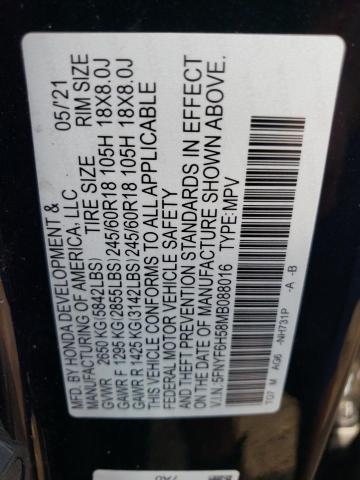 MFD. BY HONDA DEVELOPMENT & 05/'21
MANUFACTURING OF AMERICA, LLC
TIRE SIZE RIM SIZE
GVWR 2650 KG(5842LBS)
GAWR F 1295 KG(2855LBS)245/60R18 105H 18X8.0J
GAWR R 1425 KG(3142LBS)245/60R18 105H 18X8.0J
THIS VEHICLE CONFORMS TO ALL APPLICABLE
FEDERAL MOTOR VEHICLE SAFETY
AND THEFT PREVENTION STANDARDS IN EFFECT
ON THE DATE OF MANUFACTURE SHOWN ABOVE.
V.I.N.:5FNYF6H58MB088016 TYPE:MPV
TG7 M AG6 -NH731P -A -B